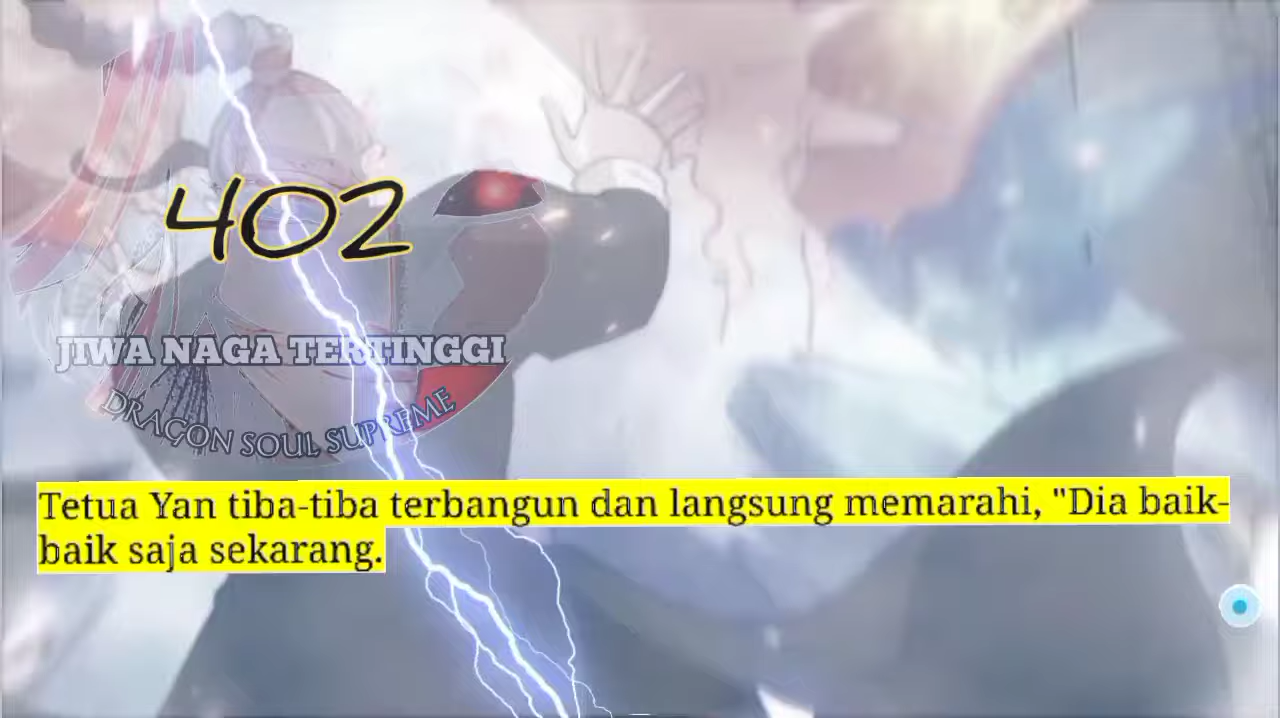 402
JIWA NAGA TERTINGGI
DRAGON SOUL SUPREME
Tetua Yan tiba-tiba terbangun dan langsung memarahi, "Dia baik-
baik saja sekarang.